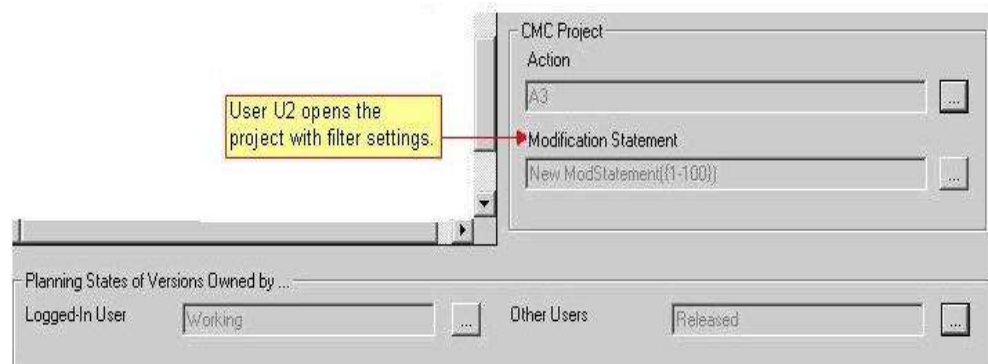 CMC Project
Action
A3
...
User U2 opens the
project with filter settings.
Modification Statement
New ModStatement({1-100})
...
Planning States of Versions Owned by ...
Logged-In User
Working
...
Other Users
Released
...